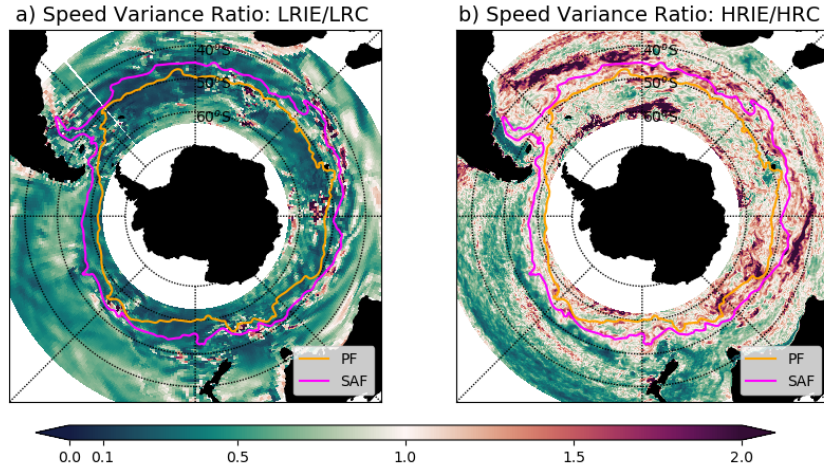 a) Speed Variance Ratio: LRIE/LRC
40°S
50°S
60°S
PF
SAF
b) Speed Variance Ratio: HRIE/HRC
40°S
50°S
60°S
PF
SAF
0.0 0.1 0.5 1.0 1.5 2.0